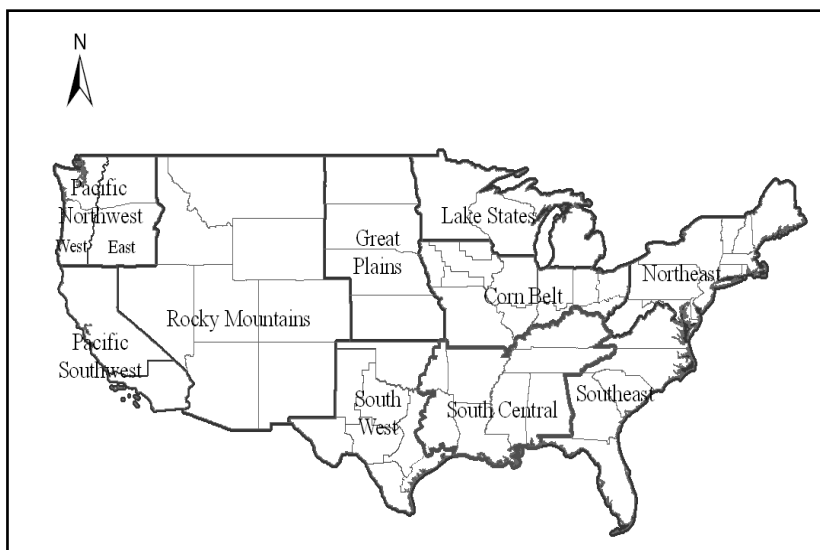 N
Pacific
Northwest
West
East
Lake States
Great
Plains
Northeast
Corn Belt
Rocky Mountains
Pacific
Southwest
South
West
South Central
Southeast